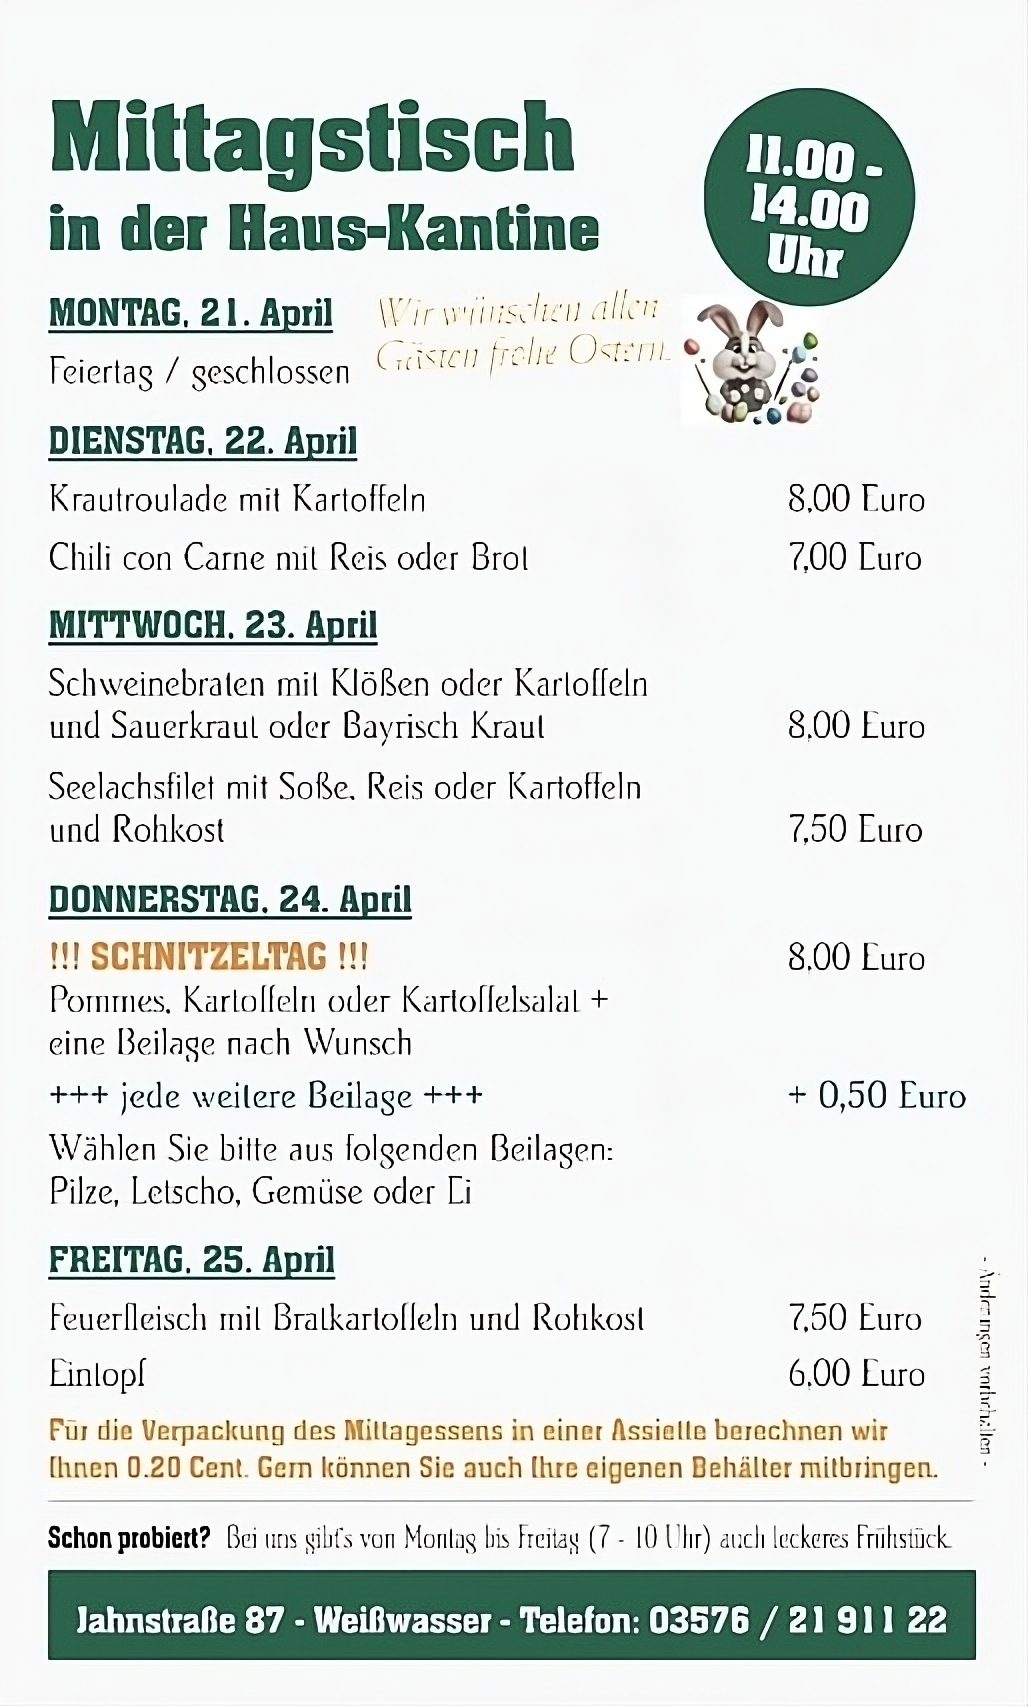 Mittagstisch
in der Haus-Kantine
11.00 -
14.00
Uhr
MONTAG, 21. April
Feiertag / geschlossen
Wir wünschen allen
Gästen frohe Ostern.
DIENSTAG, 22. April
Krautroulade mit Kartoffeln 8,00 Euro
Chili con Carne mit Reis oder Brot 7,00 Euro
MITTWOCH, 23. April
Schweinebraten mit Klößen oder Kartoffeln
und Sauerkraut oder Bayrisch Kraut 8,00 Euro
Seelachsfilet mit Soße, Reis oder Kartoffeln
und Rohkost 7,50 Euro
DONNERSTAG, 24. April
!!! SCHNITZELTAG !!! 8,00 Euro
Pommes, Kartoffeln oder Kartoffelsalat +
eine Beilage nach Wunsch
+++ jede weitere Beilage +++ + 0,50 Euro
Wählen Sie bitte aus folgenden Beilagen:
Pilze, Letscho, Gemüse oder Ei
FREITAG, 25. April
Feuerfleisch mit Bratkartoffeln und Rohkost 7,50 Euro
Eintopf 6,00 Euro
Für die Verpackung des Mittagessens in einer Assiette berechnen wir
Ihnen 0.20 Cent. Gern können Sie auch Ihre eigenen Behälter mitbringen.
- Änderungen vorbehalten -
Schon probiert? Bei uns gibt's von Montag bis Freitag (7 - 10 Uhr) auch leckeres Frühstück.
Jahnstraße 87 - Weißwasser - Telefon: 03576 / 21 911 22